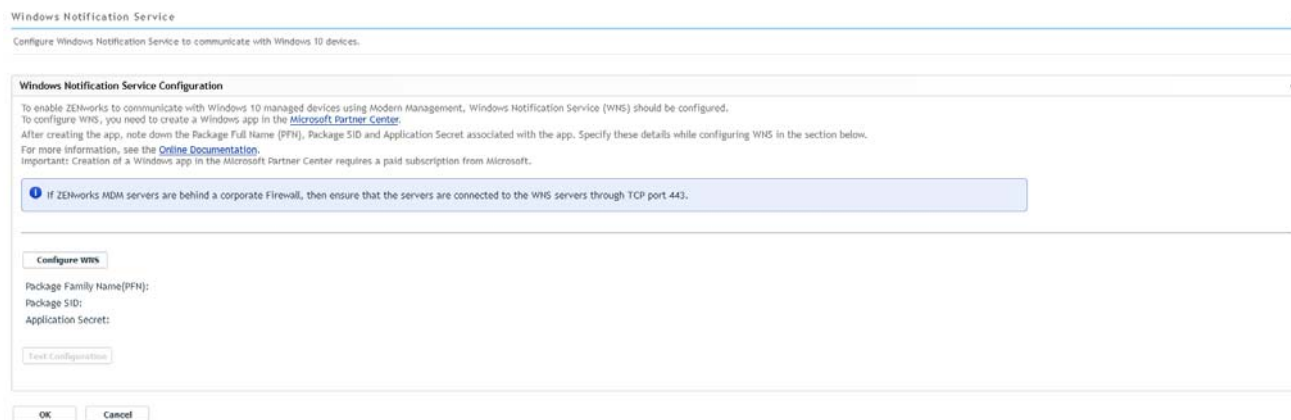 Windows Notification Service
Configure Windows Notification Service to communicate with Windows 10 devices.
Windows Notification Service Configuration
To enable ZENworks to communicate with Windows 10 managed devices using Modern Management, Windows Notification Service (WNS) should be configured.
To configure WNS, you need to create a Windows app in the Microsoft Partner Center.
After creating the app, note down the Package Full Name (PFN), Package SID and Application Secret associated with the app. Specify these details while configuring WNS in the section below.
For more information, see the Online Documentation.
Important: Creation of a Windows app in the Microsoft Partner Center requires a paid subscription from Microsoft.
If ZENworks MDM servers are behind a corporate Firewall, then ensure that the servers are connected to the WNS servers through TCP port 443.
Configure WNS
Package Family Name(PFN):
Package SID:
Application Secret:
Test Configuration
OK Cancel